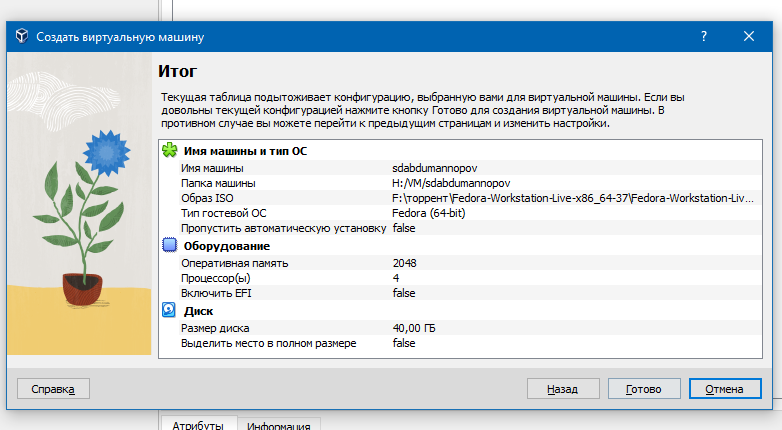 Создать виртуальную машину
Итог
Текущая таблица подытоживает конфигурацию, выбранную вами для виртуальной машины. Если вы
довольны текущей конфигурацией нажмите кнопку Готово для создания виртуальной машины. В
противном случае вы можете перейти к предыдущим страницам и изменить настройки.
Имя машины и тип ОС
Имя машины sdabdumannopov
Папка машины H:/VM/sdabdumannopov
Образ ISO F:\торрент\Fedora-Workstation-Live-x86_64-37\Fedora-Workstation-Liv...
Тип гостевой ОС Fedora (64-bit)
Пропустить автоматическую установку false
Оборудование
Оперативная память 2048
Процессор(ы) 4
Включить EFI false
Диск
Размер диска 40,00 ГБ
Выделить место в полном размере false
Справка Назад Готово Отмена
Атрибуты Информация